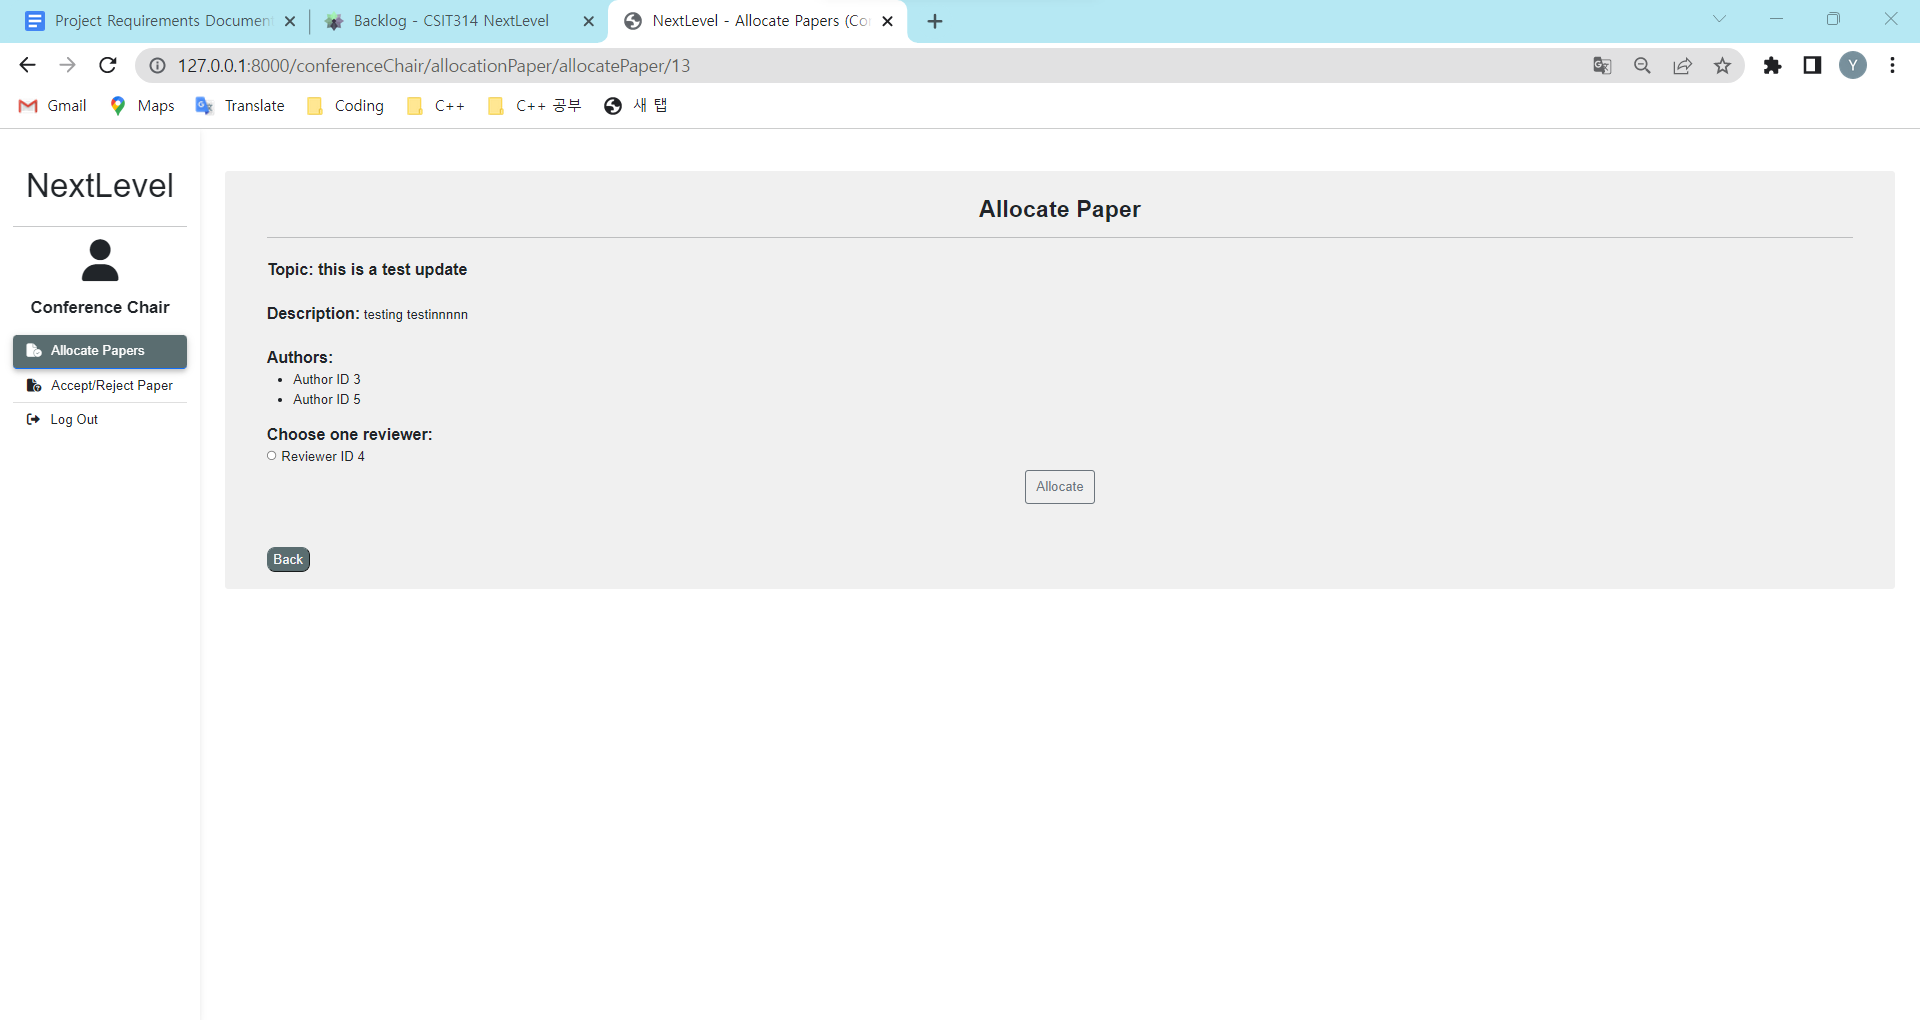 Project Requirements Documen
Backlog - CSIT314 NextLevel
NextLevel - Allocate Papers (Co
127.0.0.1:8000/conferenceChair/allocationPaper/allocatePaper/13
Y
Gmail
Maps
Translate
Coding
C++
C++ 공부
새 탭
NextLevel
Conference Chair
Allocate Papers
Accept/Reject Paper
Log Out
Allocate Paper
Topic: this is a test update
Description: testing testinnnnn
Authors:
Author ID 3
Author ID 5
Choose one reviewer:
Reviewer ID 4
Allocate
Back